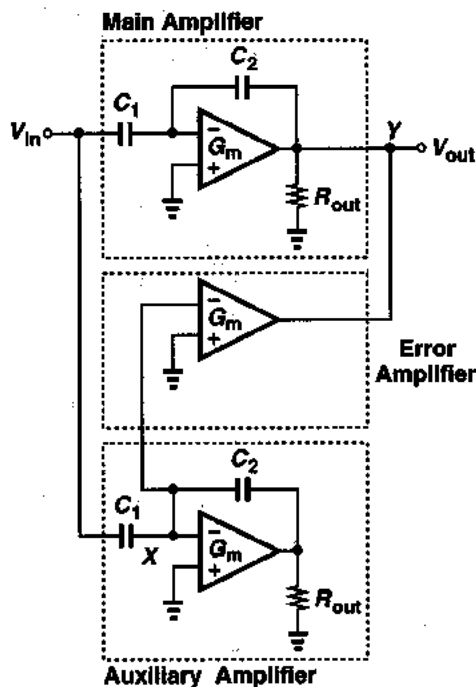 Main Amplifier
C2
C1
Vin
Gm
Y
Vout
Rout
Gm
Error
Amplifier
C2
C1
X
Gm
Rout
Auxiliary Amplifier